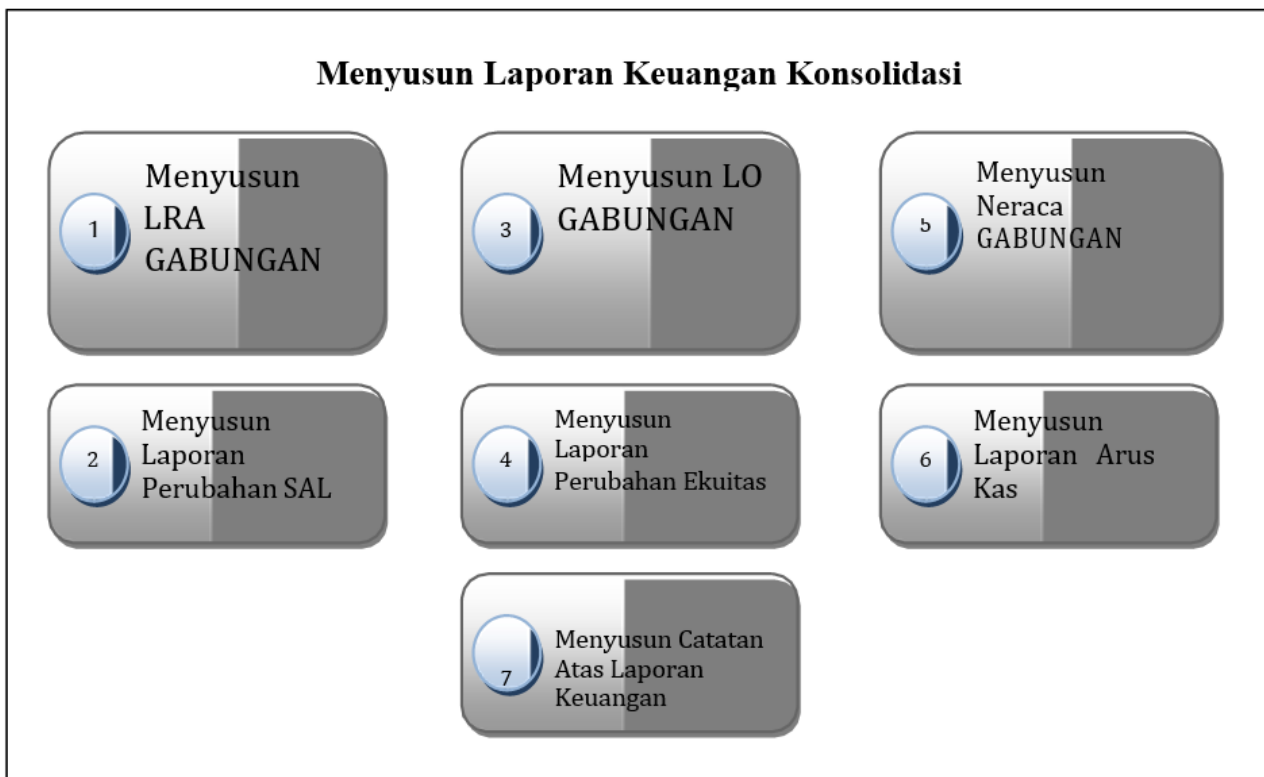 Menyusun Laporan Keuangan Konsolidasi
1
Menyusun
LRA
GABUNGAN
2
Menyusun
Laporan
Perubahan SAL
3
Menyusun LO
GABUNGAN
4
Menyusun
Laporan
Perubahan Ekuitas
5
Menyusun
Neraca
GABUNGAN
6
Menyusun
Laporan Arus
Kas
7
Menyusun Catatan
Atas Laporan
Keuangan